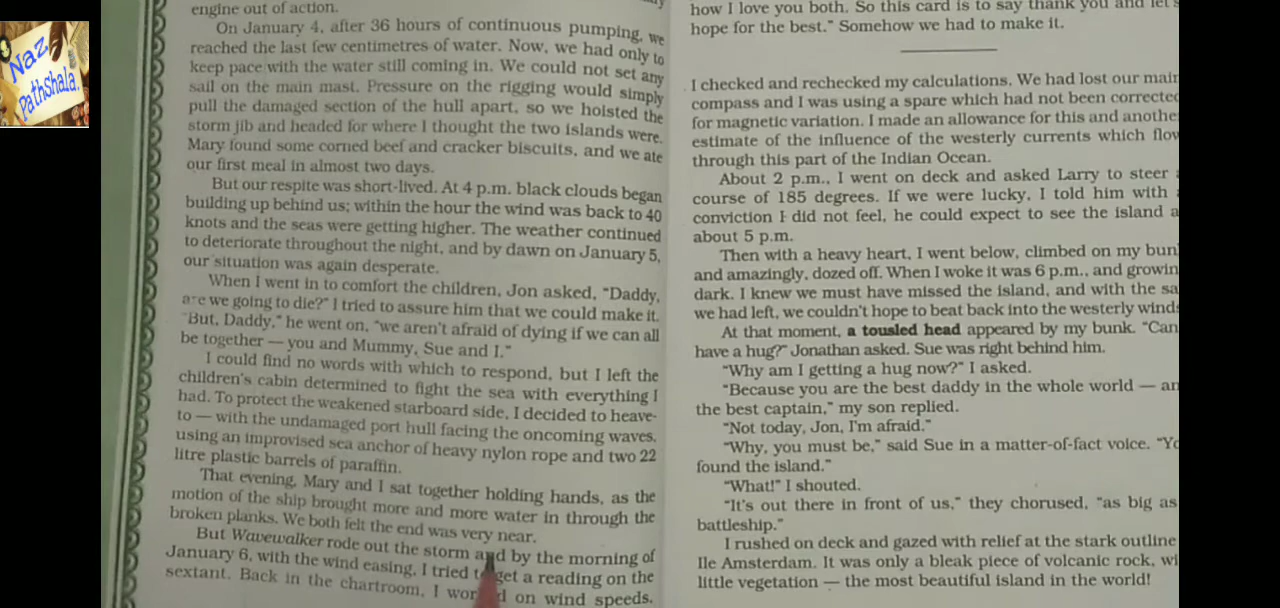 Naz
Pathshala.
engine out of action.
On January 4, after 36 hours of continuous pumping, we
reached the last few centimetres of water. Now, we had only to
keep pace with the water still coming in. We could not set any
sail on the main mast. Pressure on the rigging would simply
pull the damaged section of the hull apart, so we hoisted the
storm jib and headed for where I thought the two islands were.
Mary found some corned beef and cracker biscuits, and we ate
our first meal in almost two days.
But our respite was short-lived. At 4 p.m. black clouds began
building up behind us; within the hour the wind was back to 40
knots and the seas were getting higher. The weather continued
to deteriorate throughout the night, and by dawn on January 5,
our situation was again desperate.
When I went in to comfort the children, Jon asked, “Daddy,
are we going to die?” I tried to assure him that we could make it.
“But, Daddy,” he went on, “we aren't afraid of dying if we can all
be together — you and Mummy, Sue and I.”
I could find no words with which to respond, but I left the
children's cabin determined to fight the sea with everything I
had. To protect the weakened starboard side, I decided to heave-
to — with the undamaged port hull facing the oncoming waves,
using an improvised sea anchor of heavy nylon rope and two 22
litre plastic barrels of paraffin.
That evening, Mary and I sat together holding hands, as the
motion of the ship brought more and more water in through the
broken planks. We both felt the end was very near.
But Wavewalker rode out the storm and by the morning of
January 6, with the wind easing, I tried to get a reading on the
sextant. Back in the chartroom, I on wind speeds,
how I love you both. So this card is to say thank you and let's
hope for the best.” Somehow we had to make it.
I checked and rechecked my calculations. We had lost our main
compass and I was using a spare which had not been corrected
for magnetic variation. I made an allowance for this and anothe
estimate of the influence of the westerly currents which flow
through this part of the Indian Ocean.
About 2 p.m., I went on deck and asked Larry to steer
course of 185 degrees. If we were lucky, I told him with
conviction I did not feel, he could expect to see the island a
about 5 p.m.
Then with a heavy heart, I went below, climbed on my bun
and amazingly, dozed off. When I woke it was 6 p.m., and growin
dark. I knew we must have missed the island, and with the sa
we had left, we couldn't hope to beat back into the westerly winds
At that moment, a tousled head appeared by my bunk. “Can
have a hug?” Jonathan asked. Sue was right behind him.
“Why am I getting a hug now?” I asked.
“Because you are the best daddy in the whole world — an
the best captain,” my son replied.
“Not today, Jon, I'm afraid.”
“Why, you must be,” said Sue in a matter-of-fact voice. “Yo
found the island.”
“What!” I shouted.
“It's out there in front of us,” they chorused, “as big as
battleship.”
I rushed on deck and gazed with relief at the stark outline
Ile Amsterdam. It was only a bleak piece of volcanic rock, wi
little vegetation — the most beautiful island in the world!